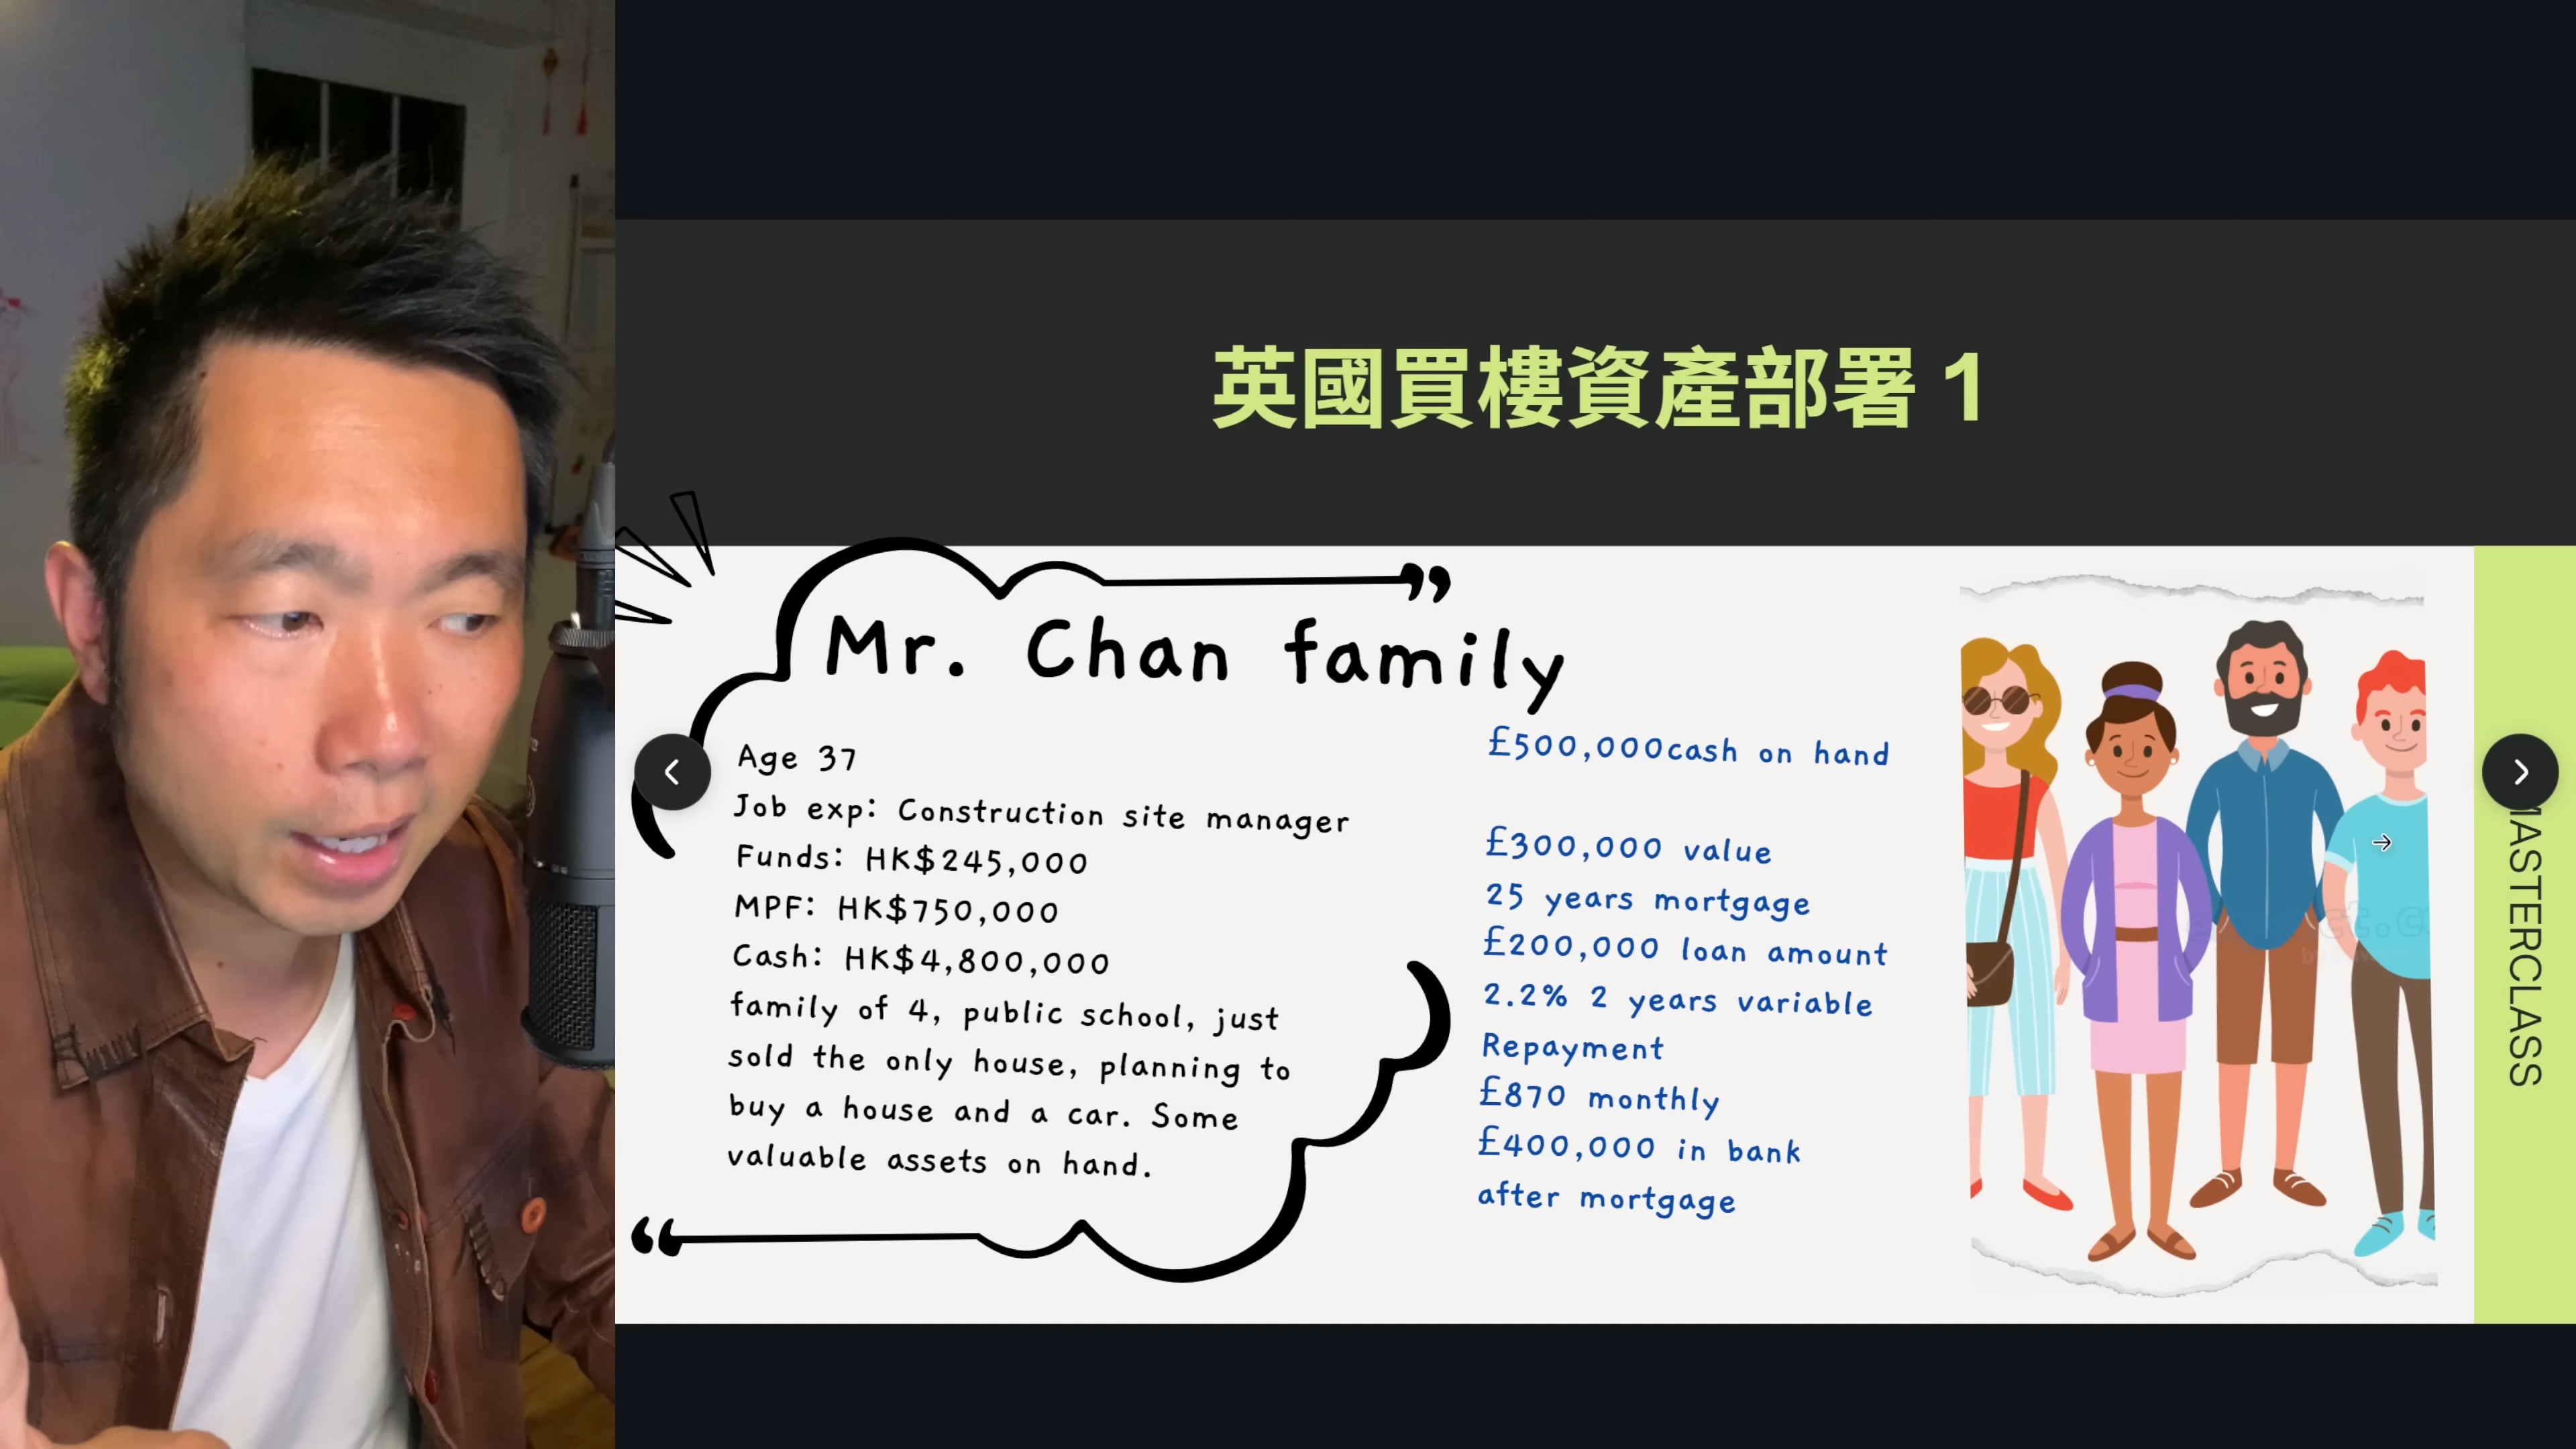 英國買樓資產部署 1
Mr. Chan family
Age 37
Job exp: Construction site manager
Funds: HK$245,000
MPF: HK$750,000
Cash: HK$4,800,000
family of 4, public school, just
sold the only house, planning to
buy a house and a car. Some
valuable assets on hand.
£500,000cash on hand
£300,000 value
25 years mortgage
£200,000 loan amount
2.2% 2 years variable
Repayment
£870 monthly
£400,000 in bank
after mortgage
MASTERCLASS